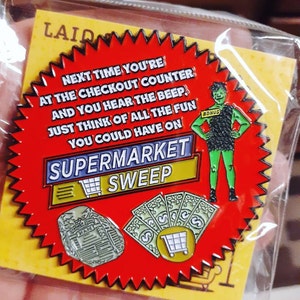 LAID
NEXT TIME YOU'RE
AT THE CHECKOUT COUNTER
AND YOU HEAR THE BEEP,
JUST THINK OF ALL THE FUN
YOU COULD HAVE ON
BONUS
SUPERMARKET
SWEEP